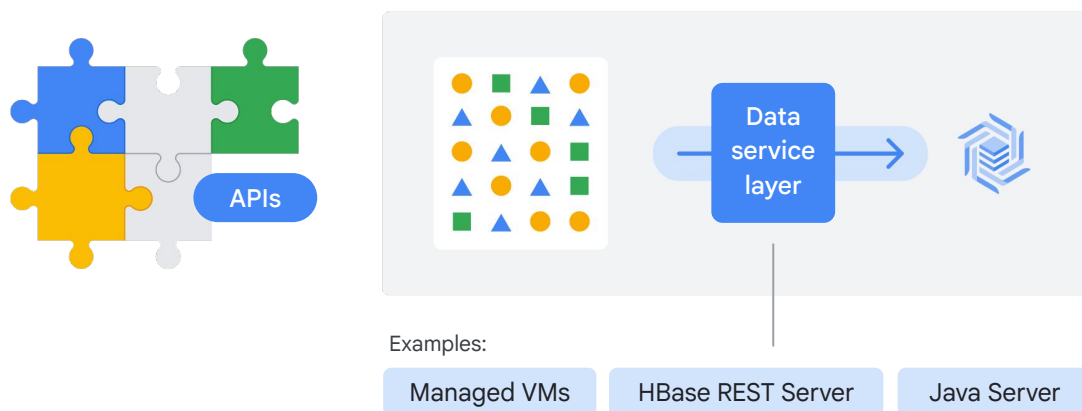 APIs
Data
service
layer
Examples:
Managed VMs
HBase REST Server
Java Server